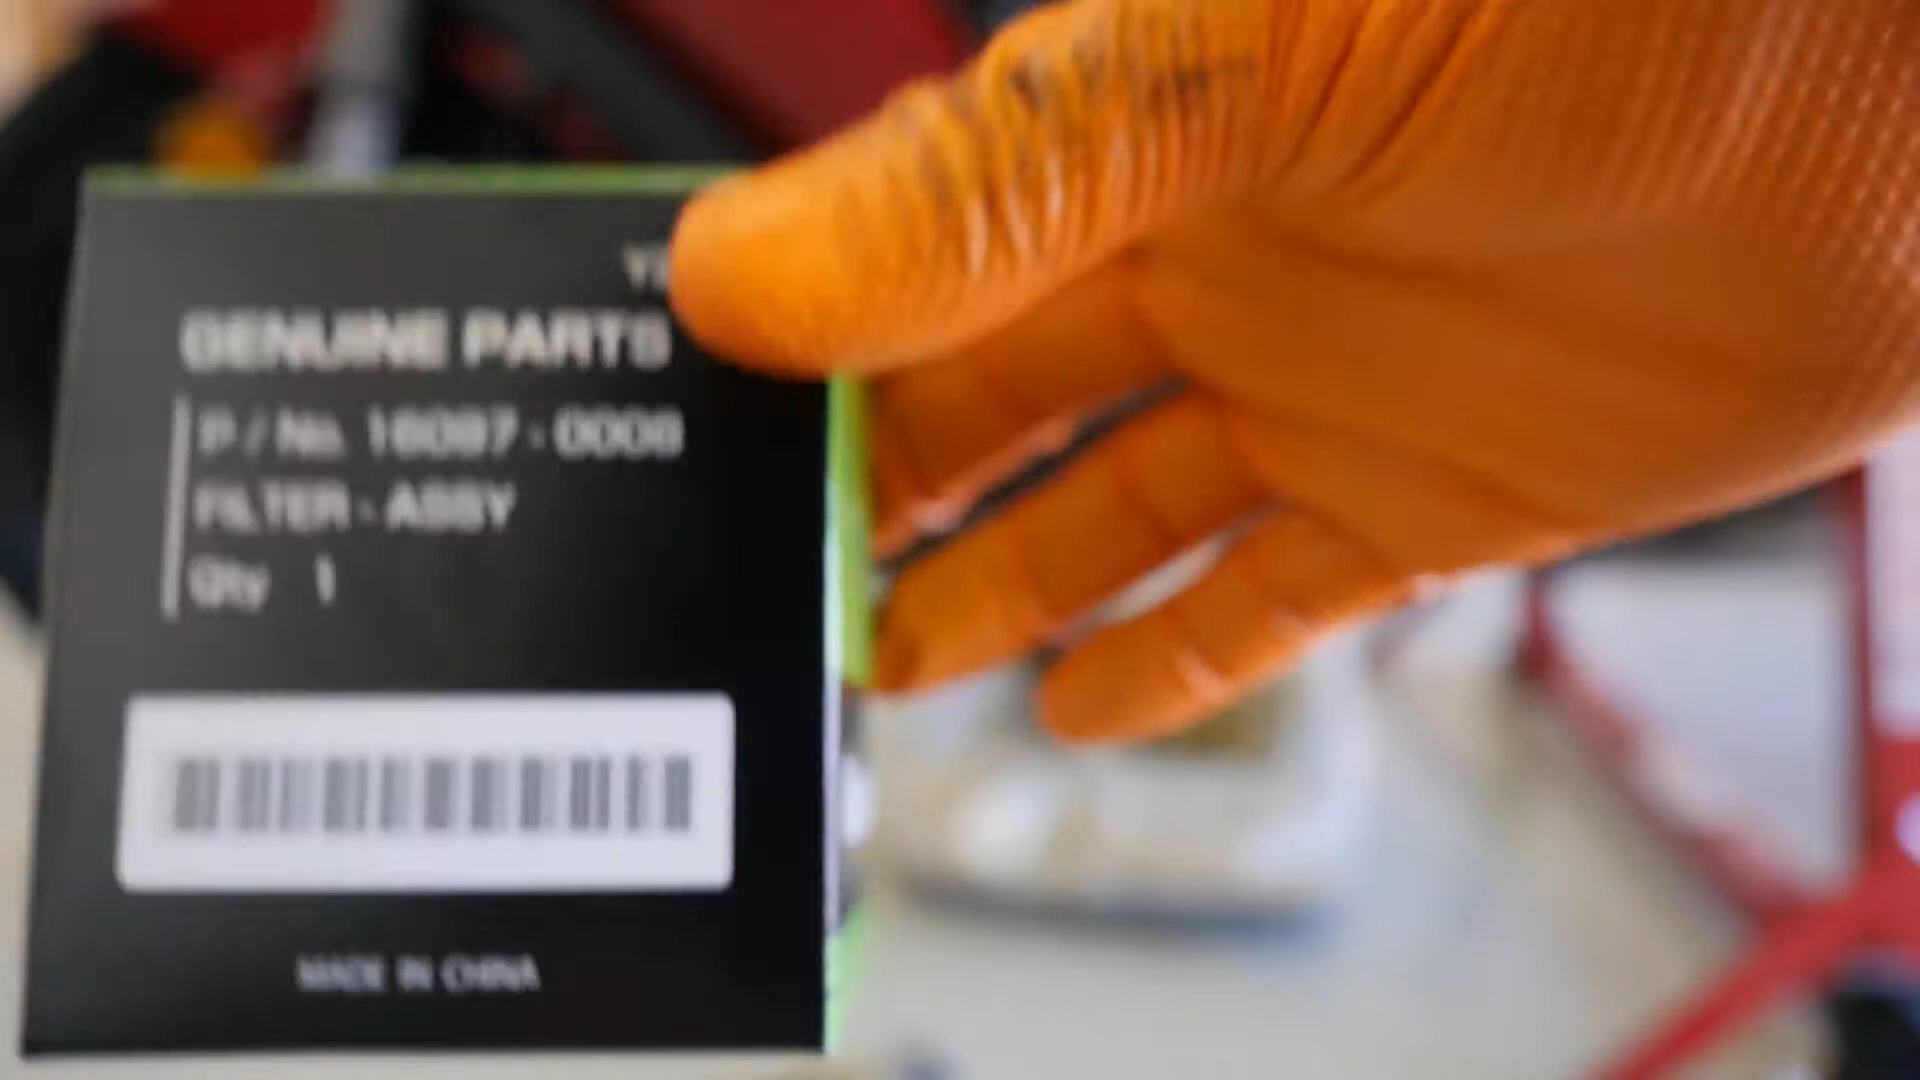 GENUINE PARTS
P / No. 16097 - 0008
FILTER - ASSY
Qty 1
MADE IN CHINA